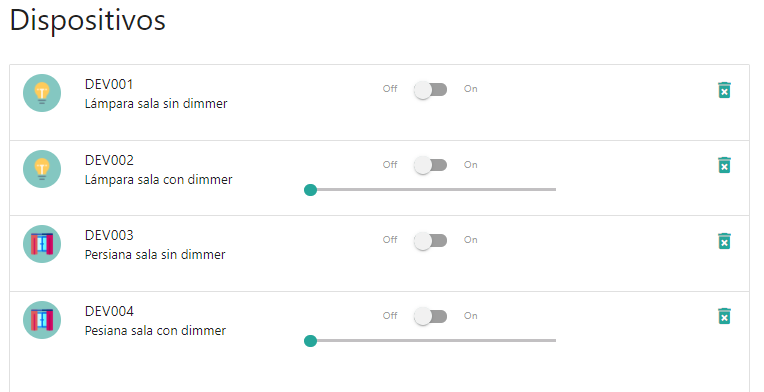 Dispositivos
DEV001
Lámpara sala sin dimmer
Off On
DEV002
Lámpara sala con dimmer
Off On
DEV003
Persiana sala sin dimmer
Off On
DEV004
Pesiana sala con dimmer
Off On